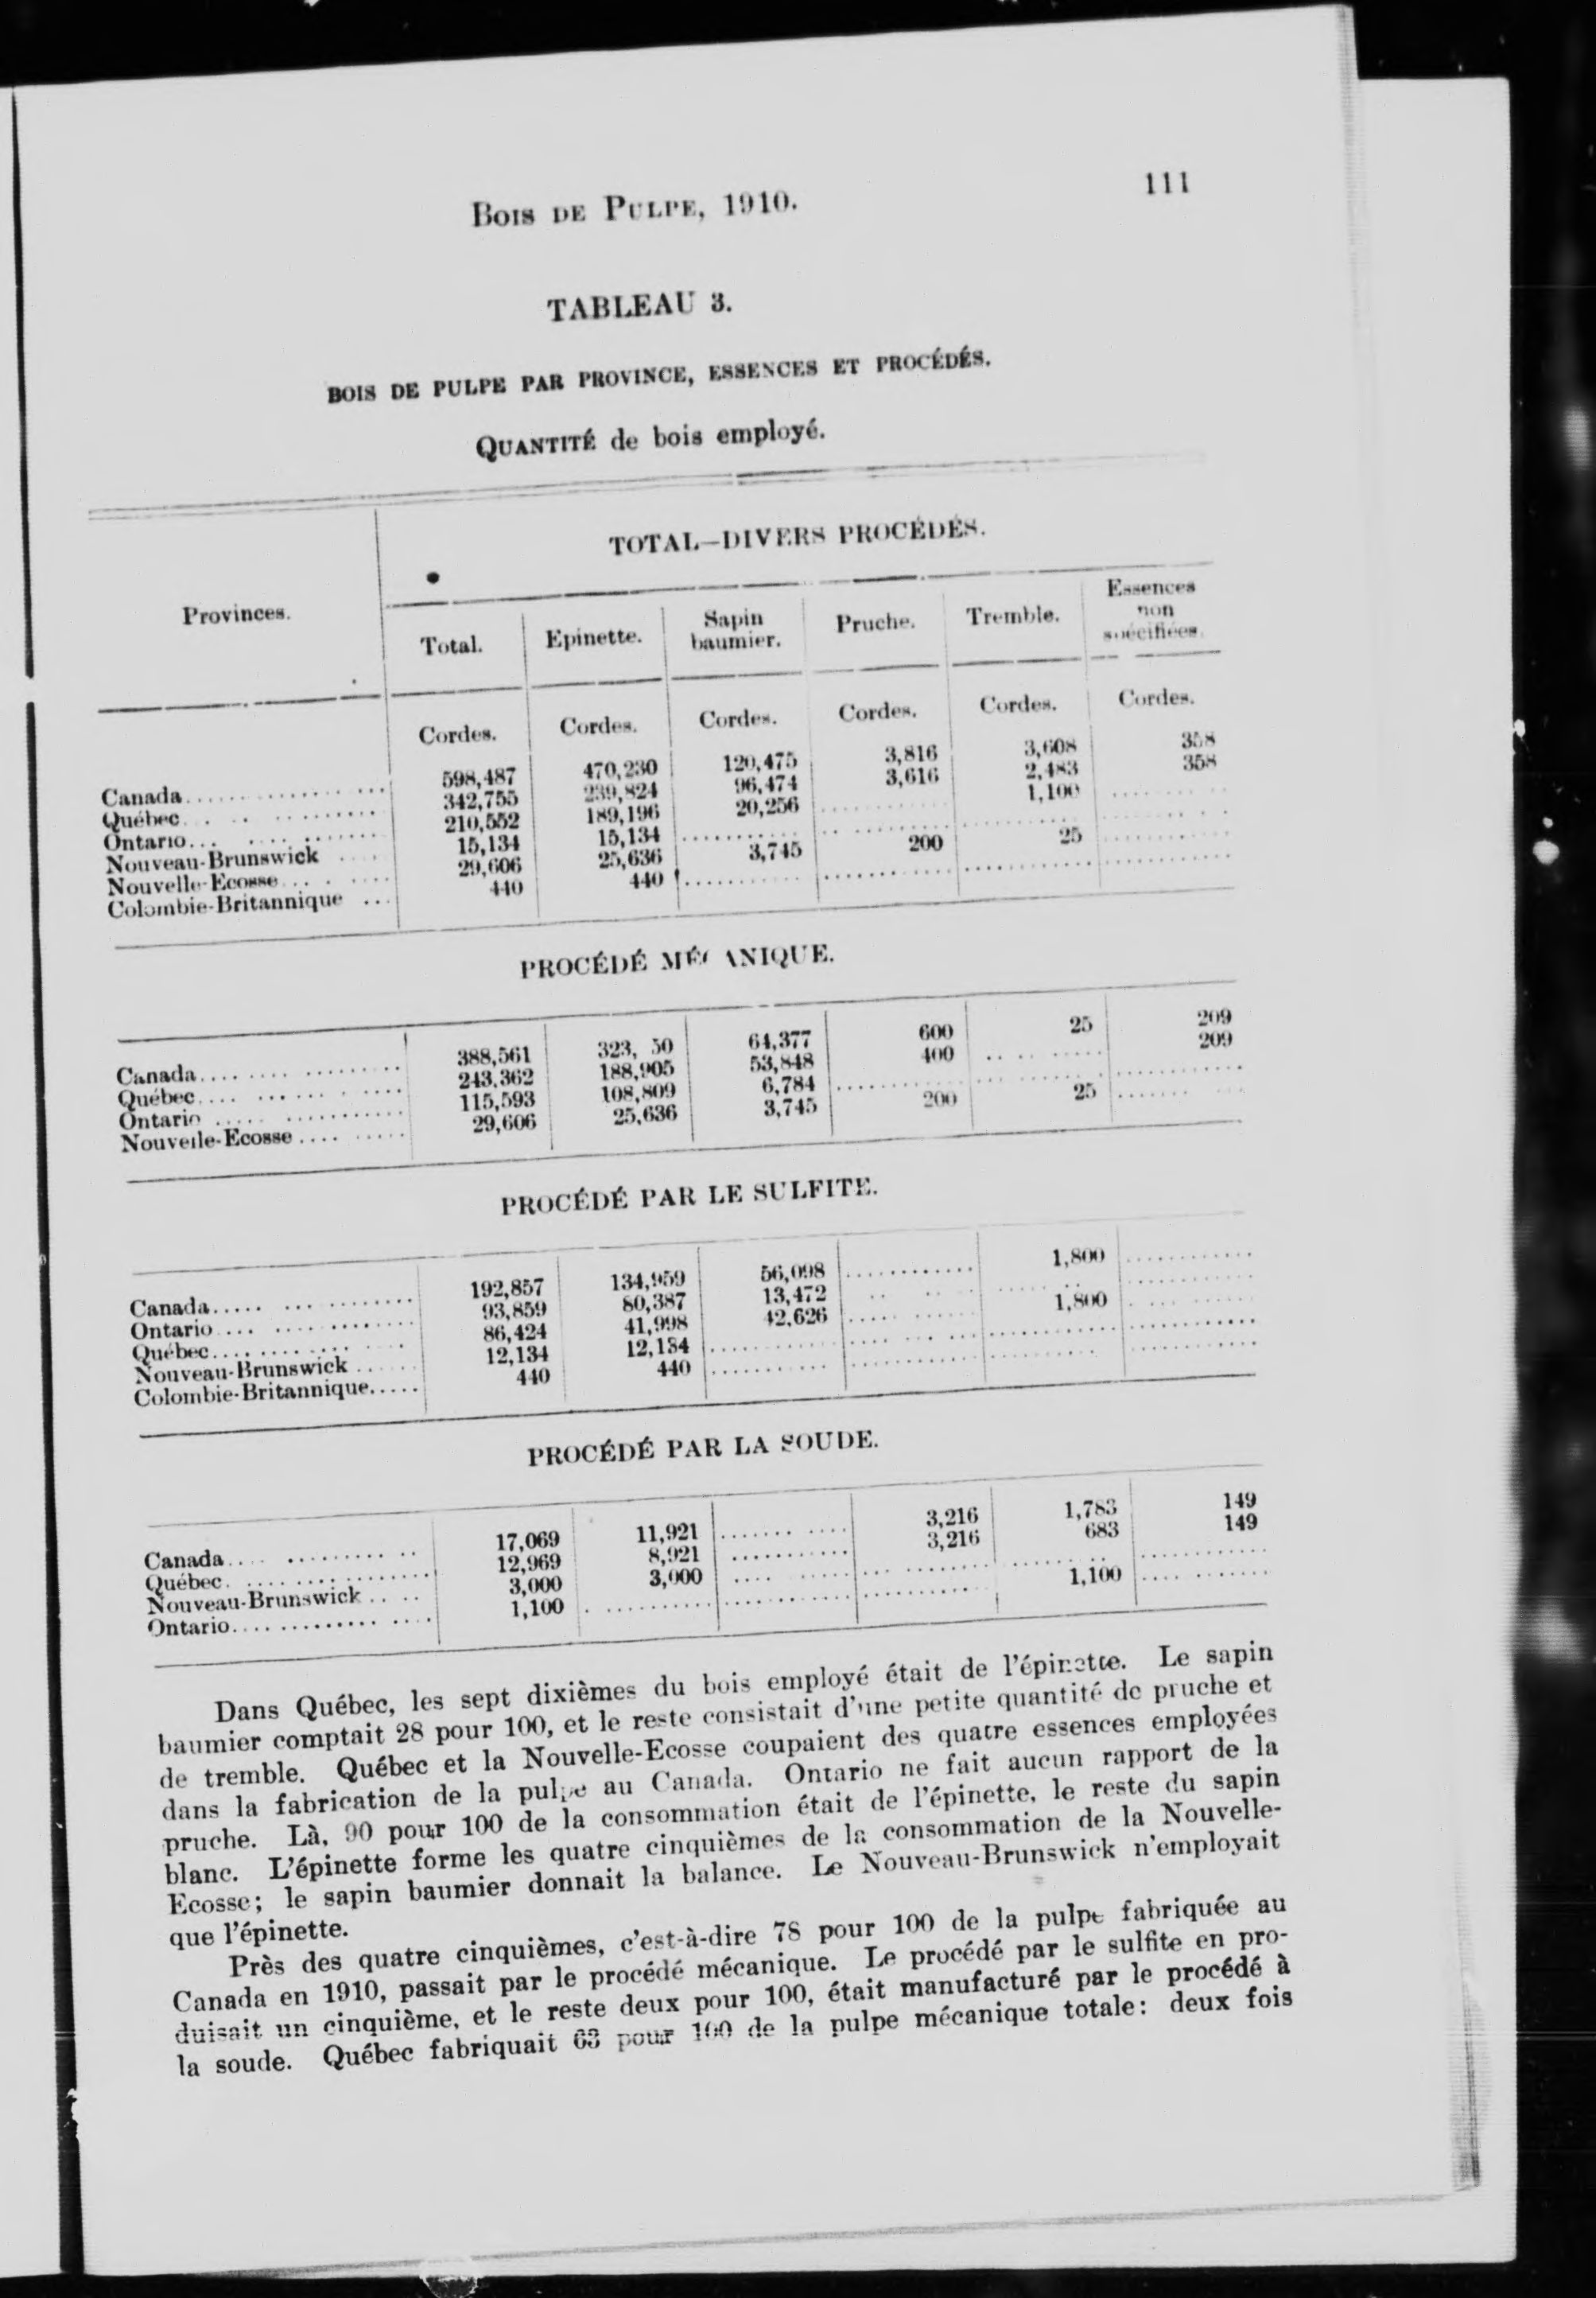 BOIS DE PULPE, 1910. 111
TABLEAU 3.
BOIS DE PULPE PAR PROVINCE, ESSENCES ET PROCÉDÉS.
QUANTITÉ de bois employé.
Provinces. TOTAL—DIVERS PROCÉDÉS.
Total. Epinette. Sapin baumier. Pruche. Tremble. Essences non spécifiées.
Cordes. Cordes. Cordes. Cordes. Cordes. Cordes.
Canada 598,487 470,230 120,475 3,816 3,608 358
Québec 342,755 239,824 96,474 3,616 2,483 358
Ontario 210,552 189,196 20,256 1,100
Nouveau-Brunswick 15,134 15,134
Nouvelle-Ecosse 29,606 25,636 3,745 200 25
Colombie-Britannique 440 440
PROCÉDÉ MÉCANIQUE.
Canada 388,561 323, 50 64,377 600 25 209
Québec 243,362 188,905 53,848 400 209
Ontario 115,593 108,809 6,784
Nouvelle-Ecosse 29,606 25,636 3,745 200 25
PROCÉDÉ PAR LE SULFITE.
Canada 192,857 134,959 56,098 1,800
Ontario 93,859 80,387 13,472
Québec 86,424 41,998 42,626 1,800
Nouveau-Brunswick 12,134 12,134
Colombie-Britannique 440 440
PROCÉDÉ PAR LA SOUDE.
Canada 17,069 11,921 3,216 1,783 149
Québec 12,969 8,921 3,216 683 149
Nouveau-Brunswick 3,000 3,000
Ontario 1,100 1,100
Dans Québec, les sept dixièmes du bois employé était de l'épinette. Le sapin
baumier comptait 28 pour 100, et le reste consistait d'une petite quantité de pruche et
de tremble. Québec et la Nouvelle-Ecosse coupaient des quatre essences employées
dans la fabrication de la pulpe au Canada. Ontario ne fait aucun rapport de la
pruche. Là, 90 pour 100 de la consommation était de l'épinette, le reste du sapin
blanc. L'épinette forme les quatre cinquièmes de la consommation de la Nouvelle-
Ecosse; le sapin baumier donnait la balance. Le Nouveau-Brunswick n'employait
que l'épinette.
Près des quatre cinquièmes, c'est-à-dire 78 pour 100 de la pulpe fabriquée au
Canada en 1910, passait par le procédé mécanique. Le procédé par le sulfite en pro-
duisait un cinquième, et le reste deux pour 100, était manufacturé par le procédé à
la soude. Québec fabriquait 63 pour 100 de la pulpe mécanique totale: deux fois